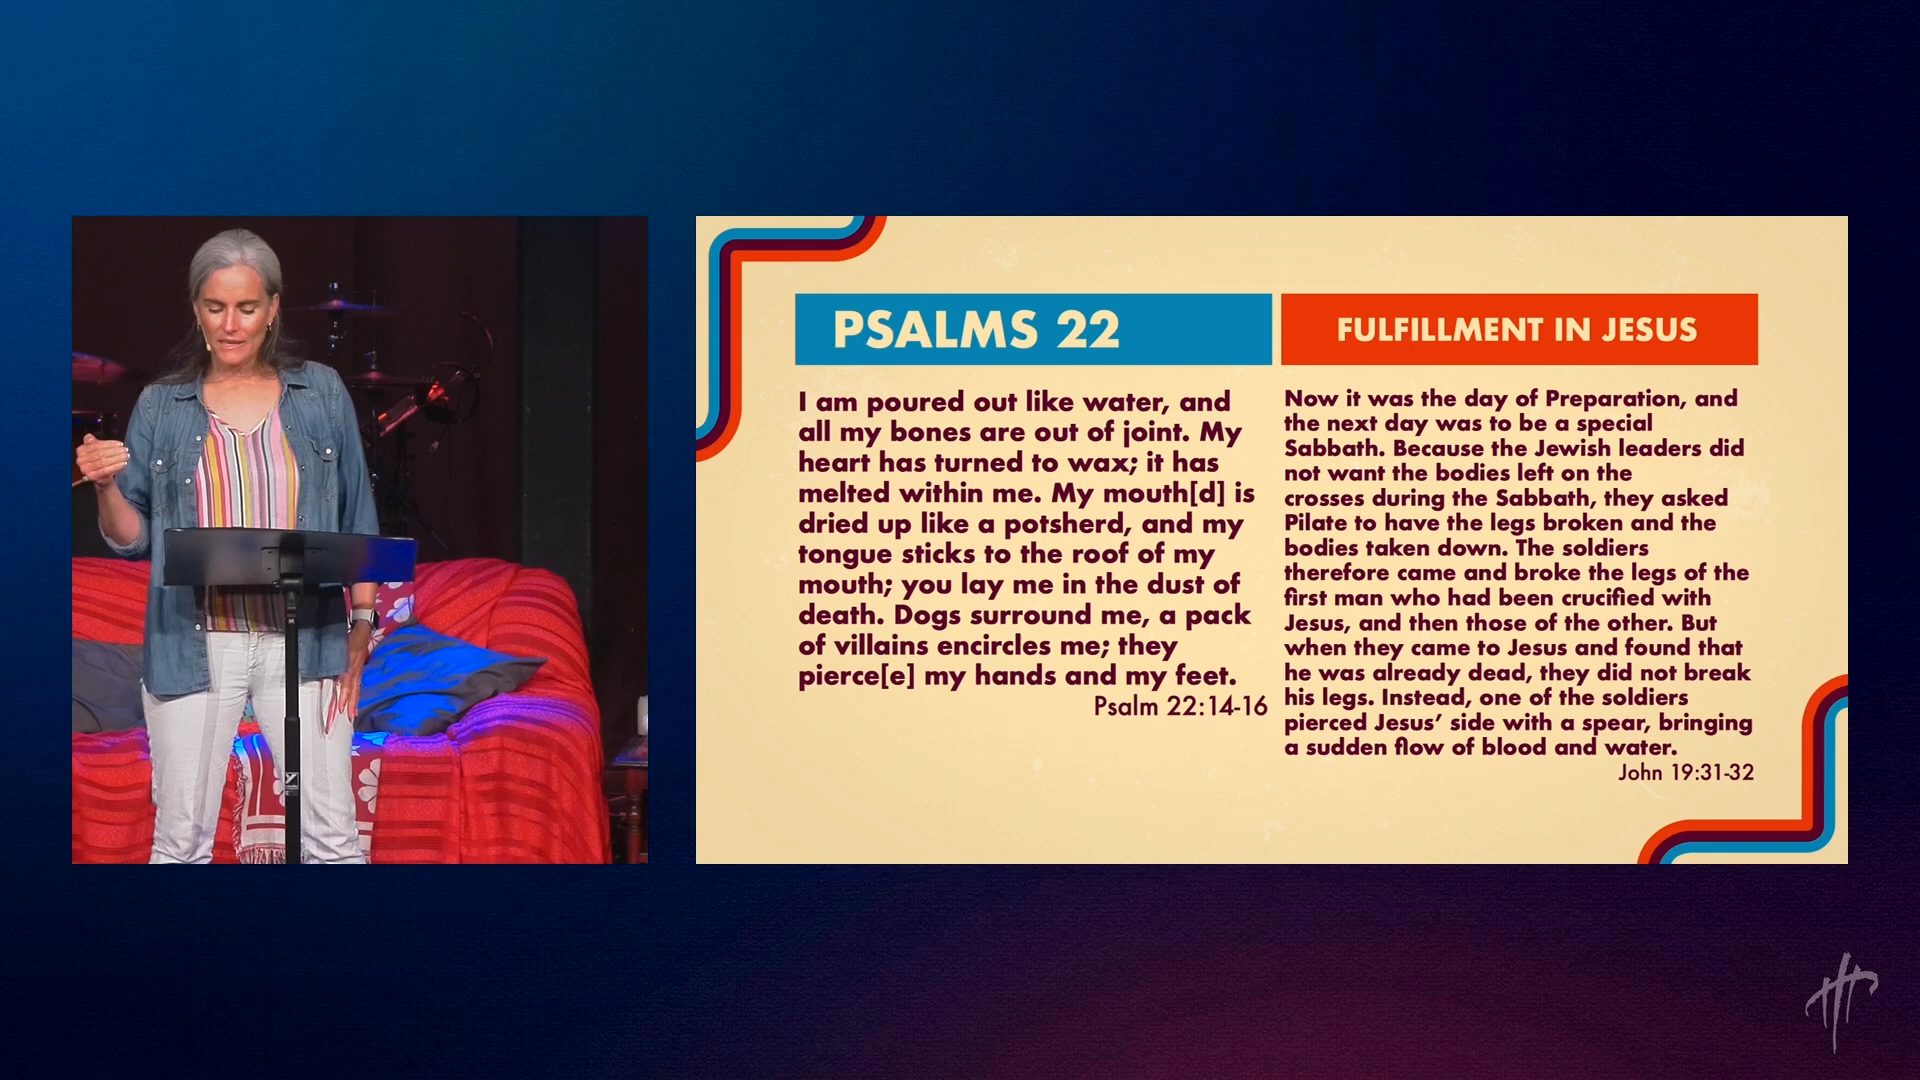 PSALMS 22
I am poured out like water, and
all my bones are out of joint. My
heart has turned to wax; it has
melted within me. My mouth[d] is
dried up like a potsherd, and my
tongue sticks to the roof of my
mouth; you lay me in the dust of
death. Dogs surround me, a pack
of villains encircles me; they
pierce[e] my hands and my feet.
Psalm 22:14-16
FULFILLMENT IN JESUS
Now it was the day of Preparation, and
the next day was to be a special
Sabbath. Because the Jewish leaders did
not want the bodies left on the
crosses during the Sabbath, they asked
Pilate to have the legs broken and the
bodies taken down. The soldiers
therefore came and broke the legs of the
first man who had been crucified with
Jesus, and then those of the other. But
when they came to Jesus and found that
he was already dead, they did not break
his legs. Instead, one of the soldiers
pierced Jesus’ side with a spear, bringing
a sudden flow of blood and water.
John 19:31-32